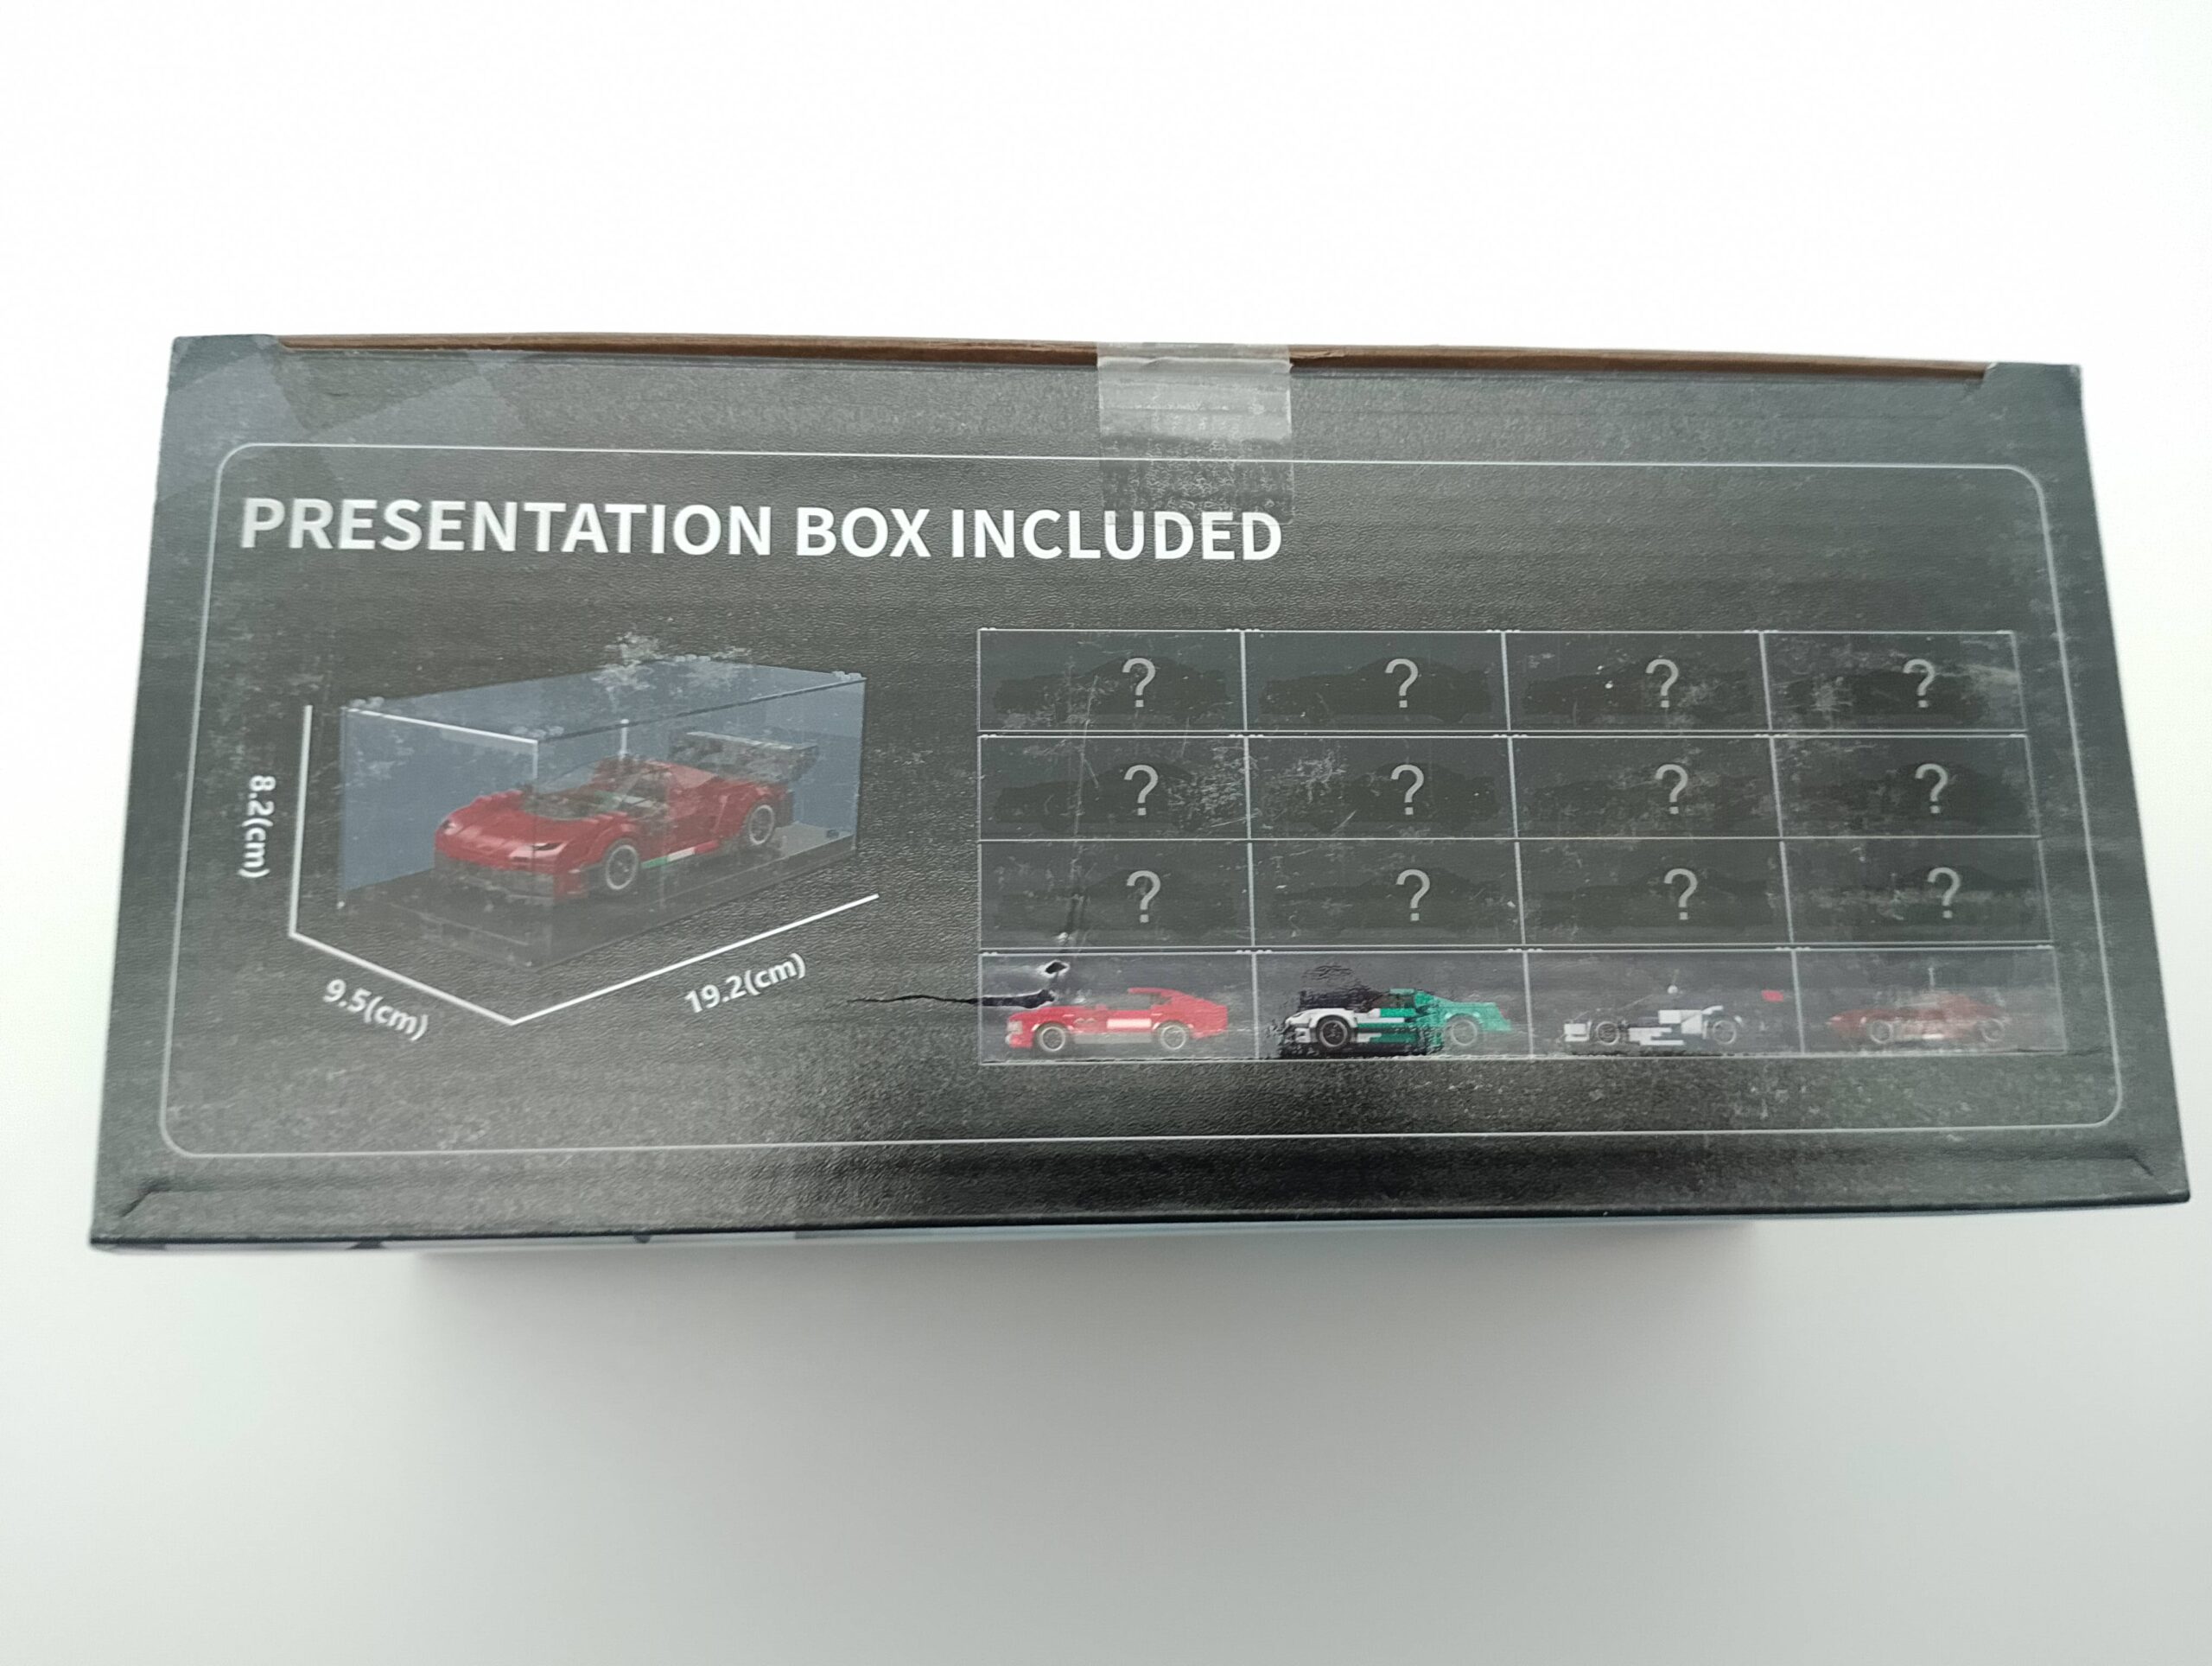 PRESENTATION BOX INCLUDED
8.2(cm)
9.5(cm)
19.2(cm)
? ? ? ?
? ? ? ?
? ? ? ?